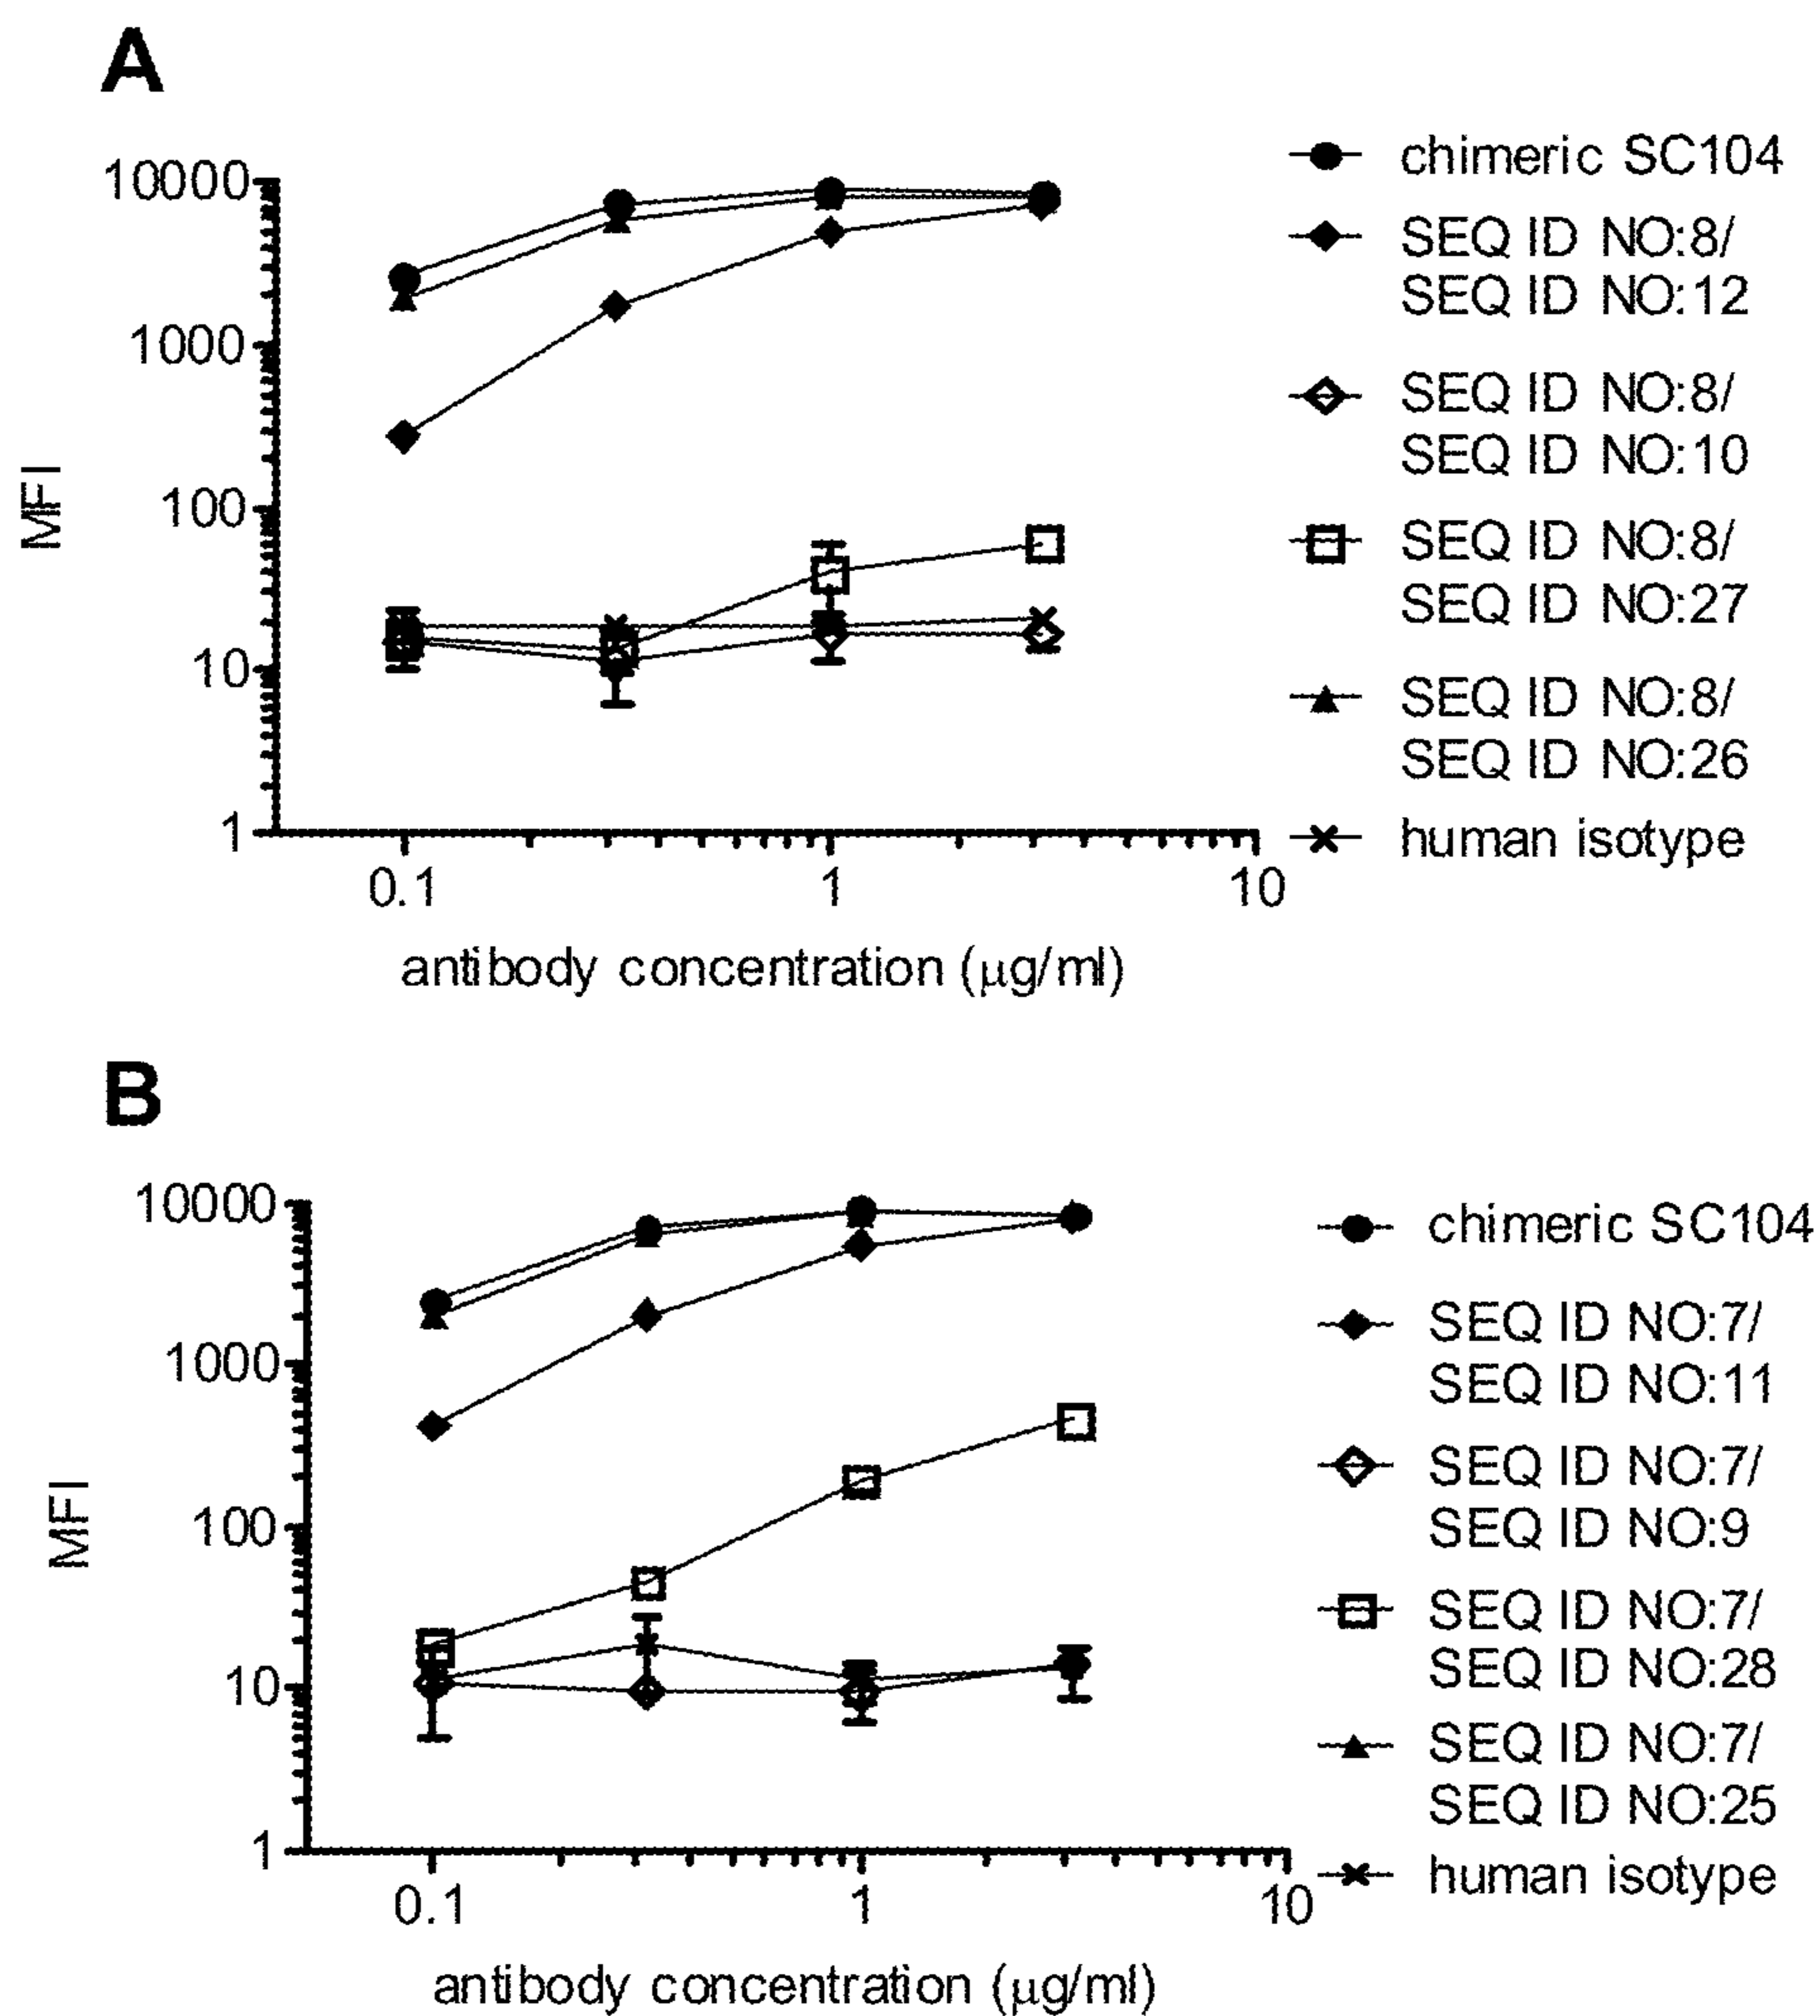 A
10000
1000
100
10
1
MFI
0.1 1 10
antibody concentration (μg/ml)
chimeric SC104
SEQ ID NO:8/
SEQ ID NO:12
SEQ ID NO:8/
SEQ ID NO:10
SEQ ID NO:8/
SEQ ID NO:27
SEQ ID NO:8/
SEQ ID NO:26
human isotype
B
10000
1000
100
10
1
MFI
0.1 1 10
antibody concentration (μg/ml)
chimeric SC104
SEQ ID NO:7/
SEQ ID NO:11
SEQ ID NO:7/
SEQ ID NO:9
SEQ ID NO:7/
SEQ ID NO:28
SEQ ID NO:7/
SEQ ID NO:25
human isotype